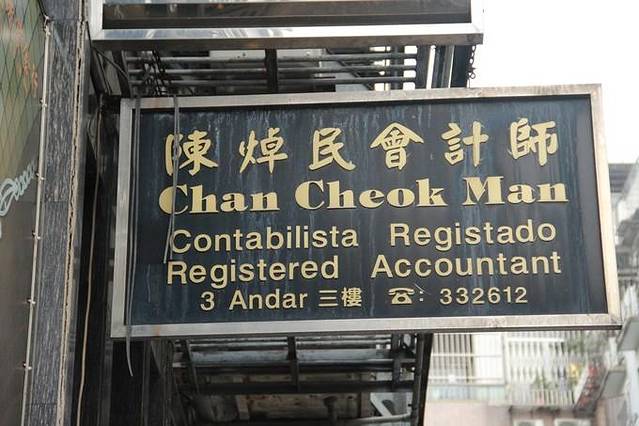 陳焯民會計師
Chan Cheok Man
Contabilista Registado
Registered Accountant
3 Andar 三樓 ☎: 332612